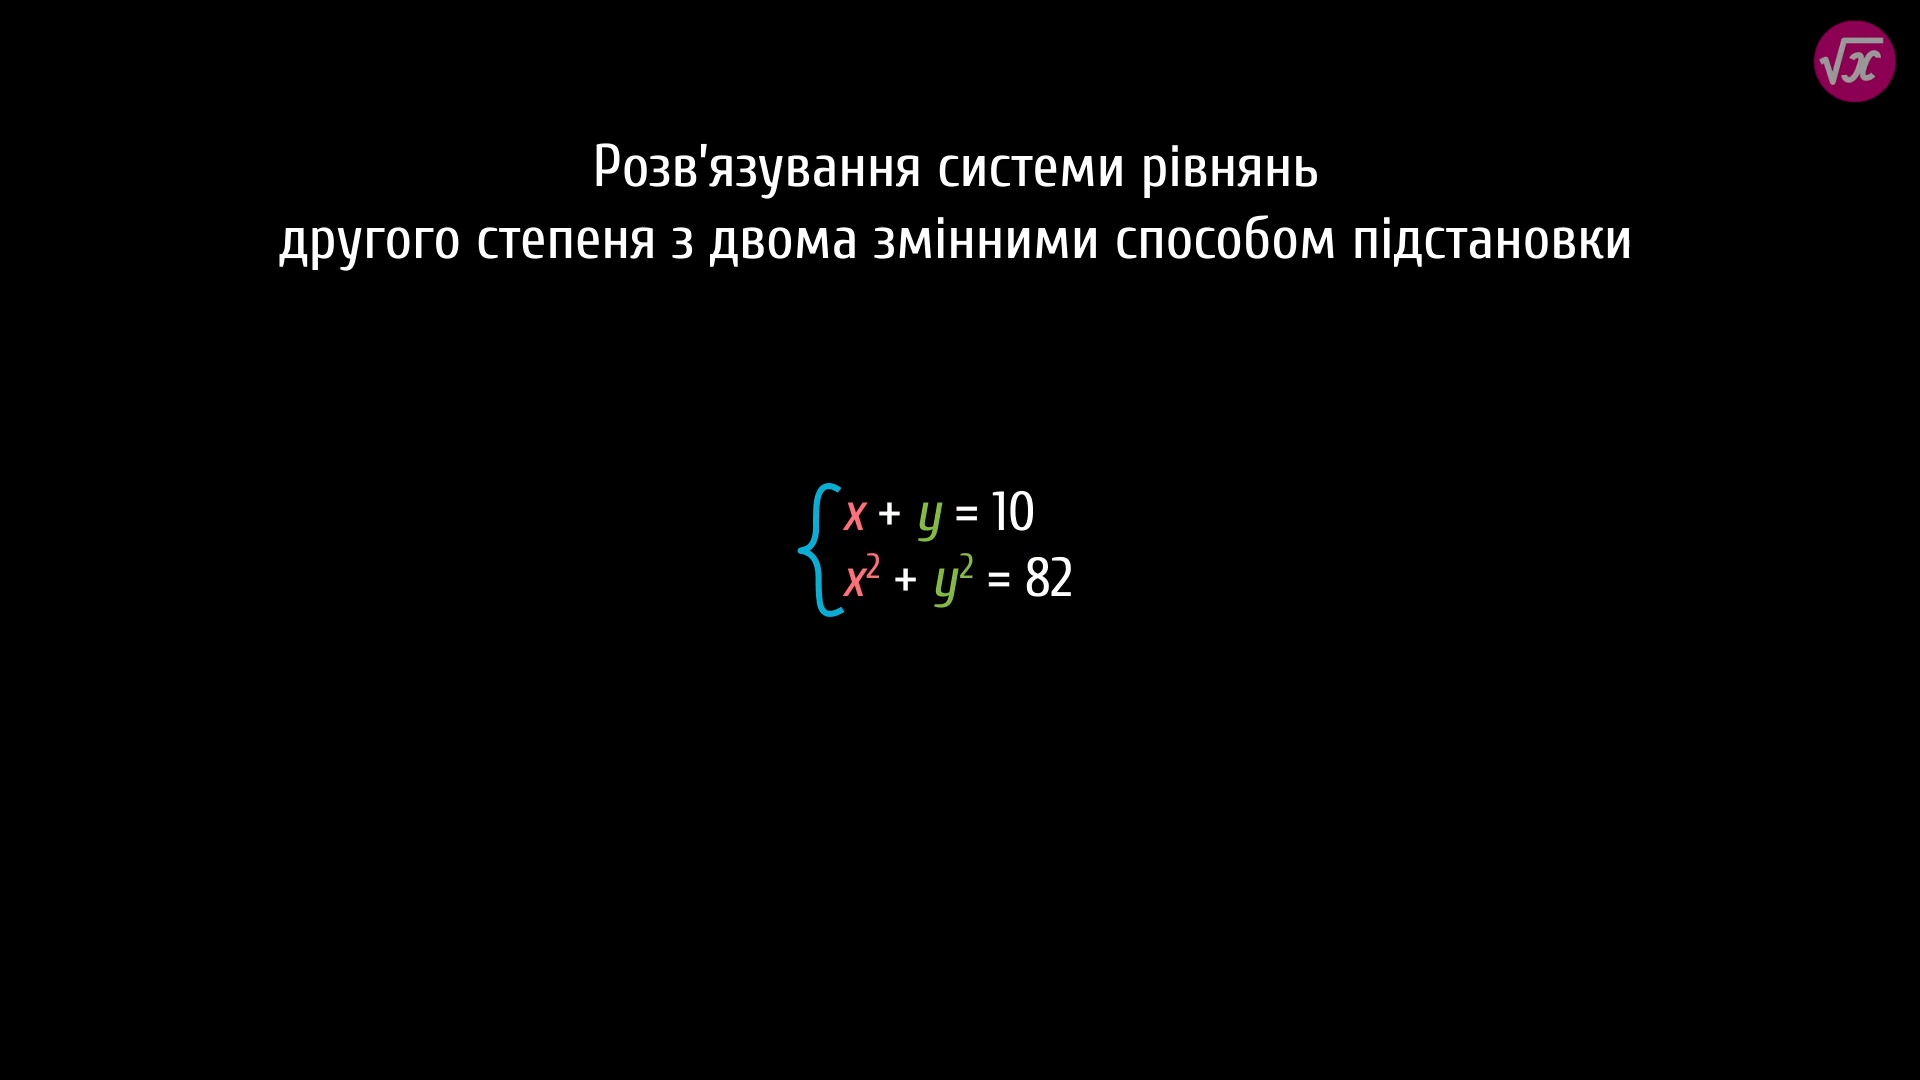 √x
Розв'язування системи рівнянь
другого степеня з двома змінними способом підстановки
x + y = 10
x² + y² = 82